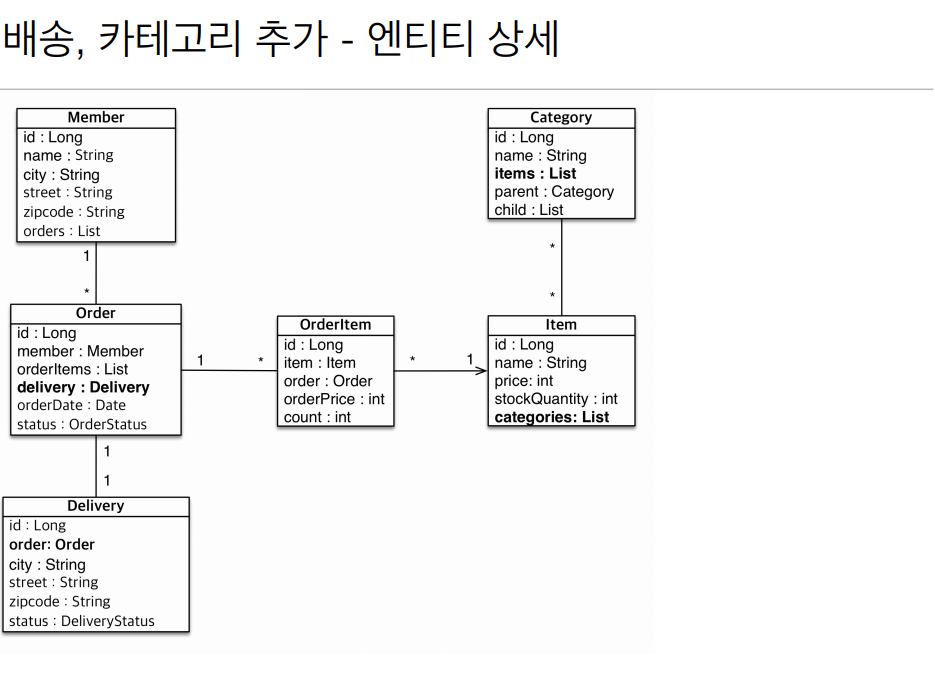 배송, 카테고리 추가 - 엔티티 상세
Member
id : Long
name : String
city : String
street : String
zipcode : String
orders : List
1
*
Order
id : Long
member : Member
orderItems : List
delivery : Delivery
orderDate : Date
status : OrderStatus
1
1
Delivery
id : Long
order: Order
city : String
street : String
zipcode : String
status : DeliveryStatus
1
*
OrderItem
id : Long
item : Item
order : Order
orderPrice : int
count : int
*
1
Category
id : Long
name : String
items : List
parent : Category
child : List
*
*
Item
id : Long
name : String
price: int
stockQuantity : int
categories: List